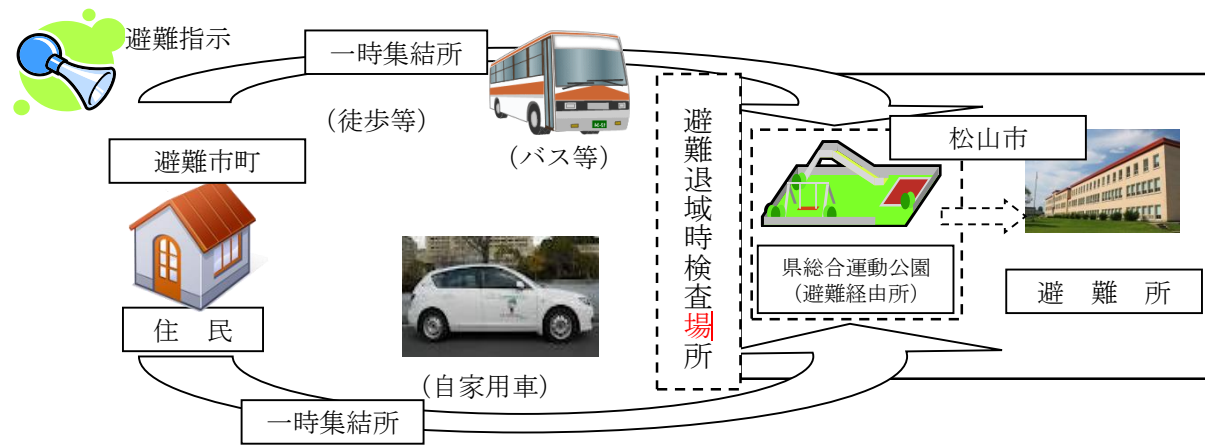 避難指示
一時集結所
(徒歩等)
(バス等)
避難市町
住　民
(自家用車)
一時集結所
避難退域時検査場所
松山市
県総合運動公園
(避難経由所)
避　難　所